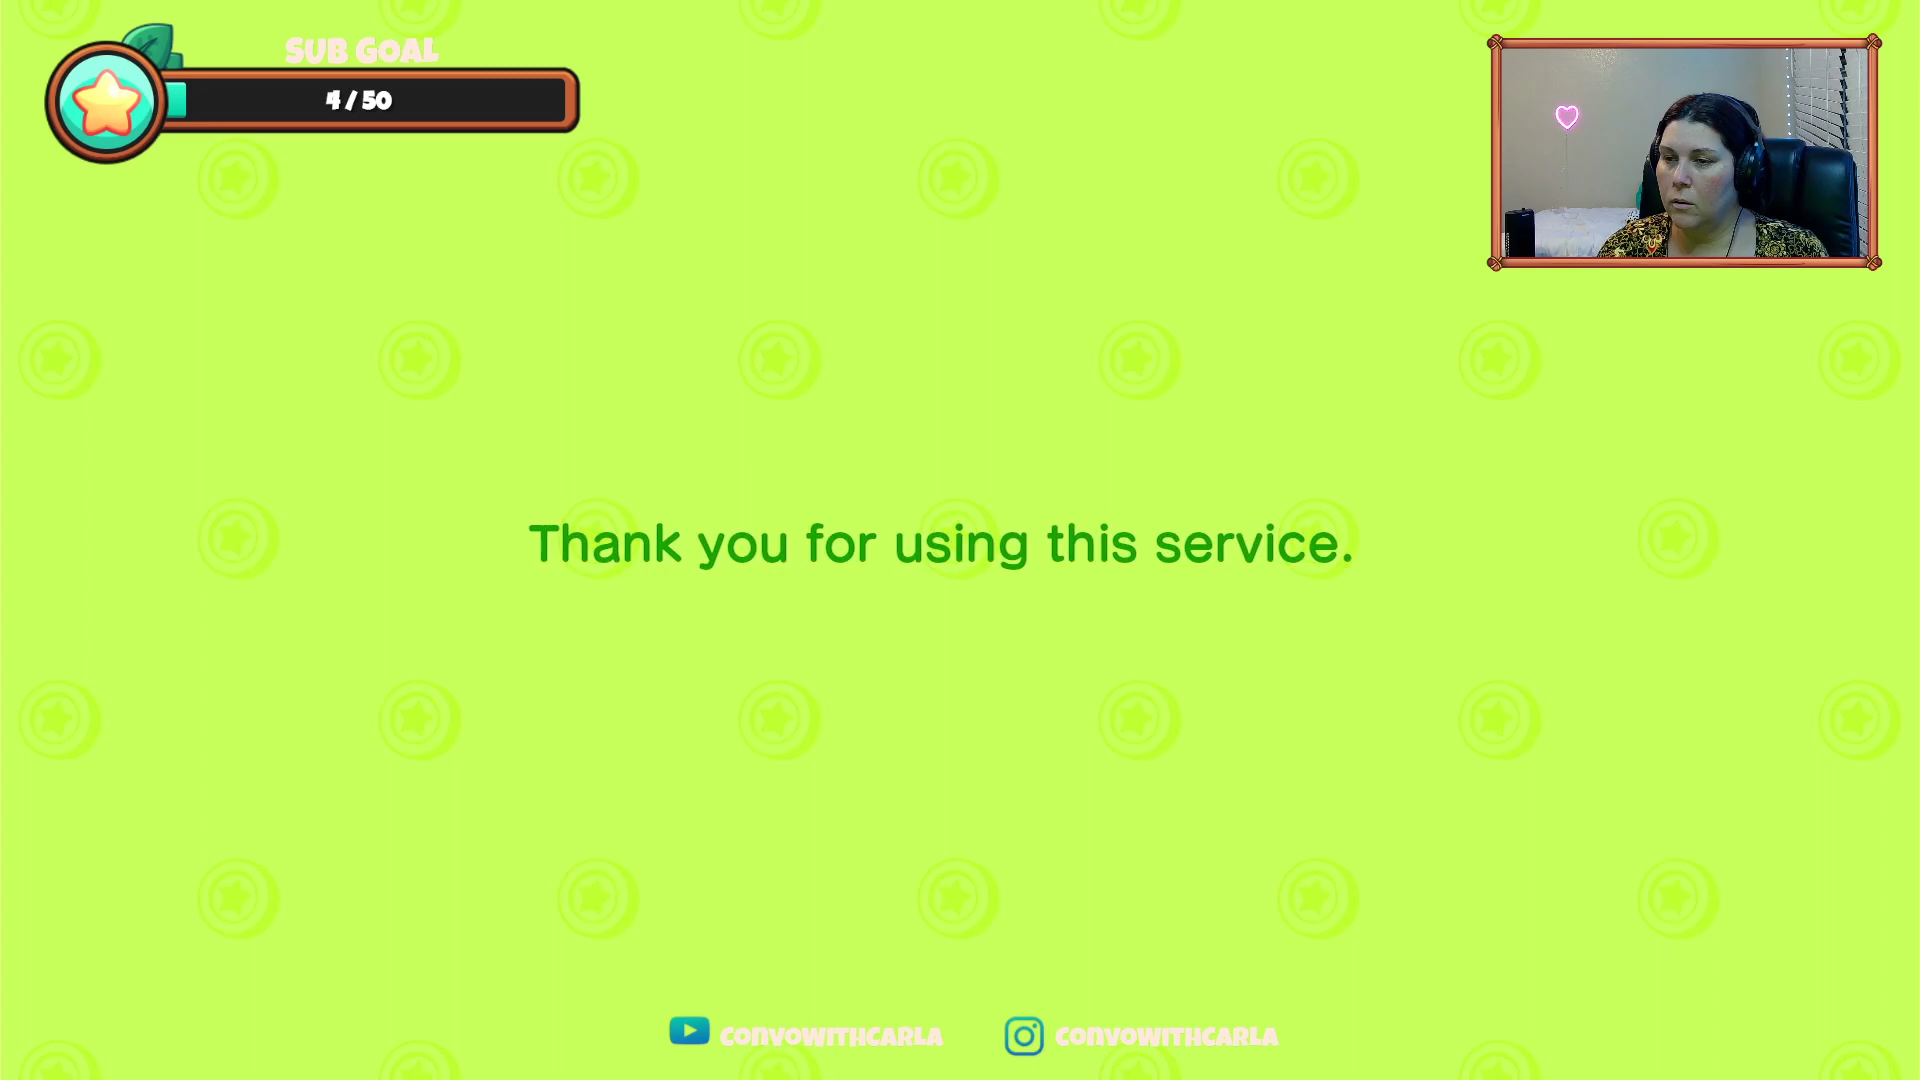 SUB GOAL
4 / 50
Thank you for using this service.
CONVOWITHCARLA
CONVOWITHCARLA